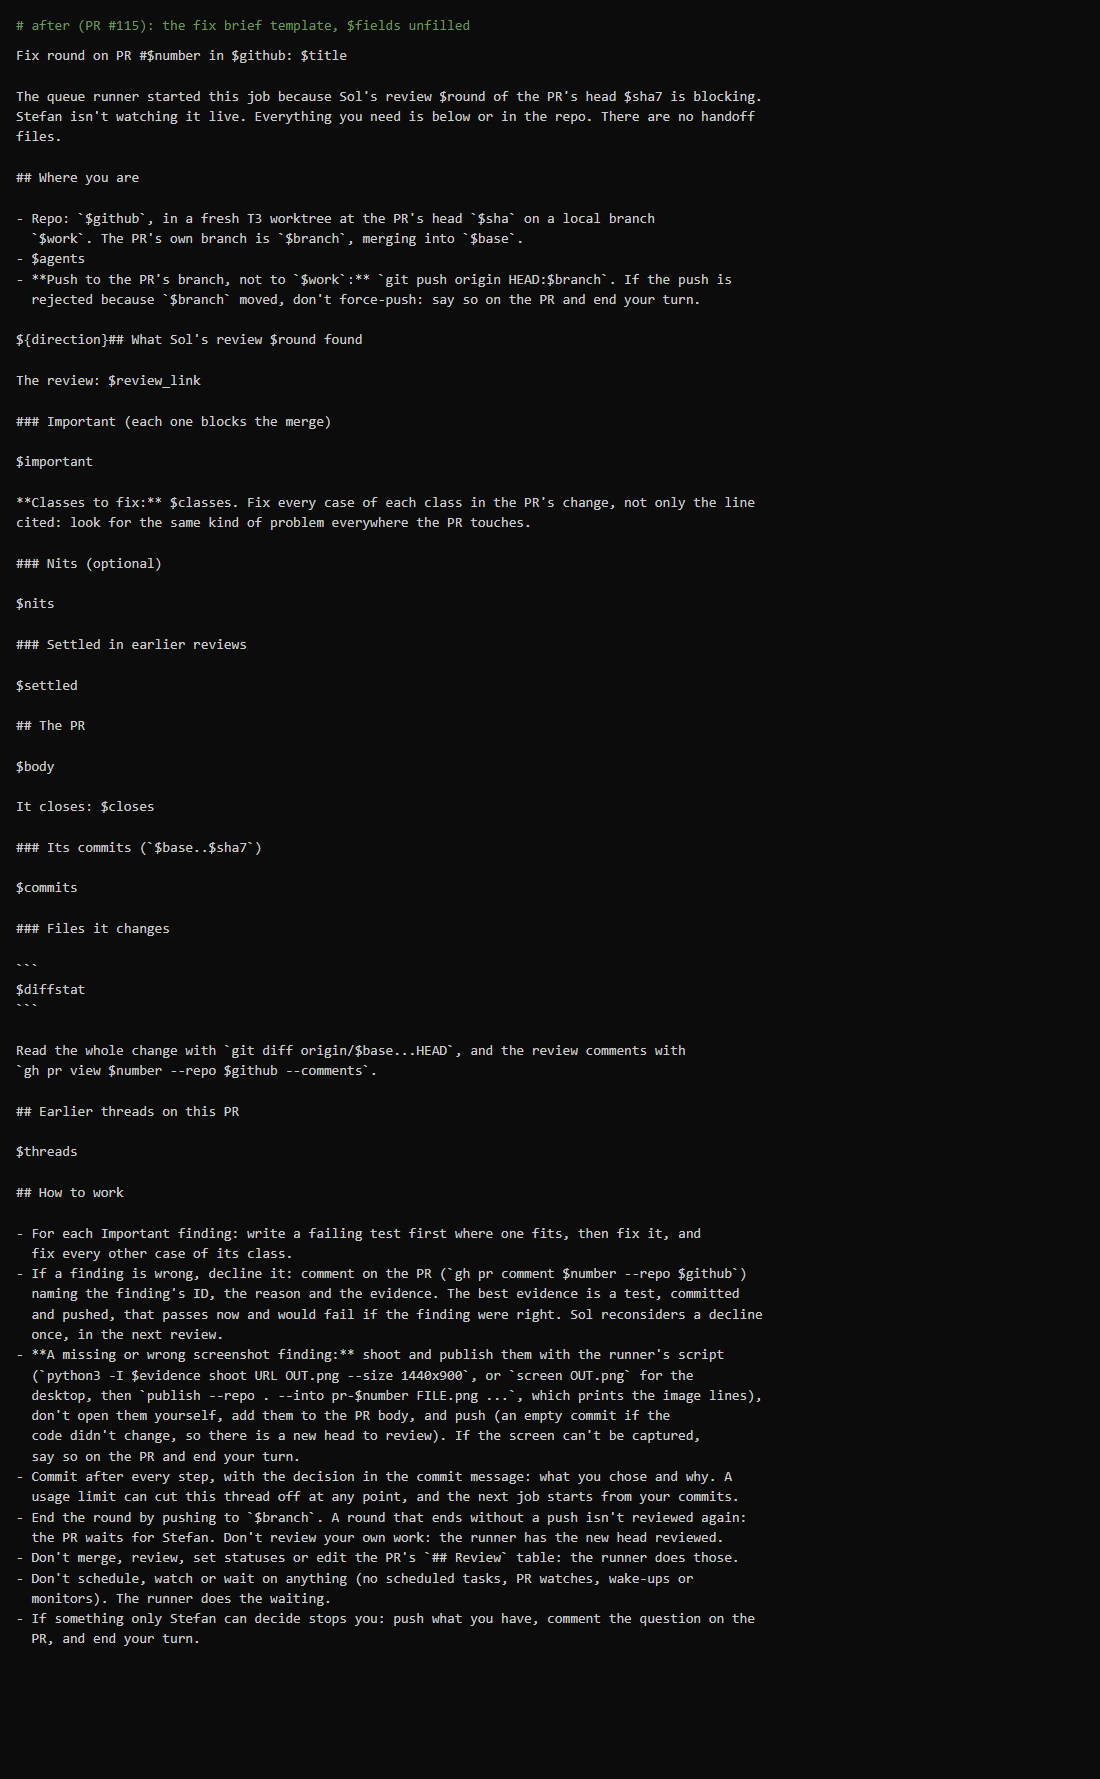 # after (PR #115): the fix brief template, $fields unfilled
Fix round on PR #$number in $github: $title
The queue runner started this job because Sol's review $round of the PR's head $sha7 is blocking.
Stefan isn't watching it live. Everything you need is below or in the repo. There are no handoff
files.
## Where you are
- Repo: `$github`, in a fresh T3 worktree at the PR's head `$sha` on a local branch
`$work`. The PR's own branch is `$branch`, merging into `$base`.
- $agents
- **Push to the PR's branch, not to `$work`:** `git push origin HEAD:$branch`. If the push is
rejected because `$branch` moved, don't force-push: say so on the PR and end your turn.
${direction}## What Sol's review $round found
The review: $review_link
### Important (each one blocks the merge)
$important
**Classes to fix:** $classes. Fix every case of each class in the PR's change, not only the line
cited: look for the same kind of problem everywhere the PR touches.
### Nits (optional)
$nits
### Settled in earlier reviews
$settled
## The PR
$body
It closes: $closes
### Its commits (`$base..$sha7`)
$commits
### Files it changes
```
$diffstat
```
Read the whole change with `git diff origin/$base...HEAD`, and the review comments with
`gh pr view $number --repo $github --comments`.
## Earlier threads on this PR
$threads
## How to work
- For each Important finding: write a failing test first where one fits, then fix it, and
fix every other case of its class.
- If a finding is wrong, decline it: comment on the PR (`gh pr comment $number --repo $github`)
naming the finding's ID, the reason and the evidence. The best evidence is a test, committed
and pushed, that passes now and would fail if the finding were right. Sol reconsiders a decline
once, in the next review.
- **A missing or wrong screenshot finding:** shoot and publish them with the runner's script
(`python3 -I $evidence shoot URL OUT.png --size 1440x900`, or `screen OUT.png` for the
desktop, then `publish --repo . --into pr-$number FILE.png ...`, which prints the image lines),
don't open them yourself, add them to the PR body, and push (an empty commit if the
code didn't change, so there is a new head to review). If the screen can't be captured,
say so on the PR and end your turn.
- Commit after every step, with the decision in the commit message: what you chose and why. A
usage limit can cut this thread off at any point, and the next job starts from your commits.
- End the round by pushing to `$branch`. A round that ends without a push isn't reviewed again:
the PR waits for Stefan. Don't review your own work: the runner has the new head reviewed.
- Don't merge, review, set statuses or edit the PR's `## Review` table: the runner does those.
- Don't schedule, watch or wait on anything (no scheduled tasks, PR watches, wake-ups or
monitors). The runner does the waiting.
- If something only Stefan can decide stops you: push what you have, comment the question on the
PR, and end your turn.